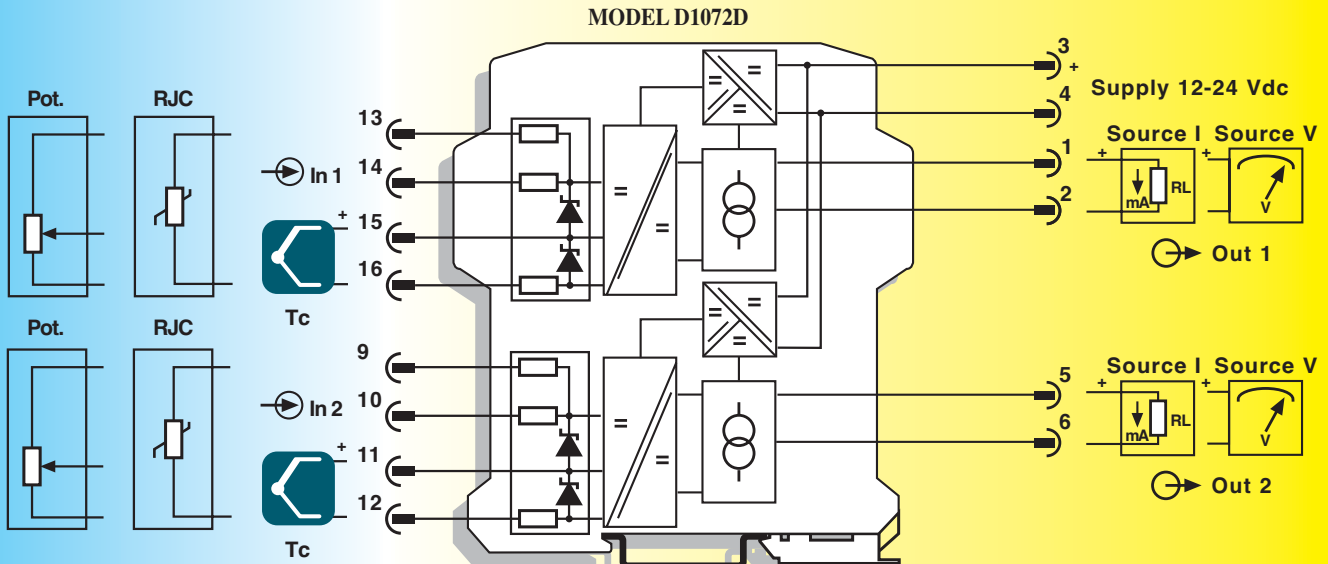 MODEL D1072D
Pot.
RJC
In 1
+
Tc
13
14
15
16
3
+
4
Supply 12-24 Vdc
1
2
Source I
Source V
+
mA
RL
+
V
Out 1
Pot.
RJC
In 2
+
Tc
9
10
11
12
5
6
Source I
Source V
+
mA
RL
+
V
Out 2